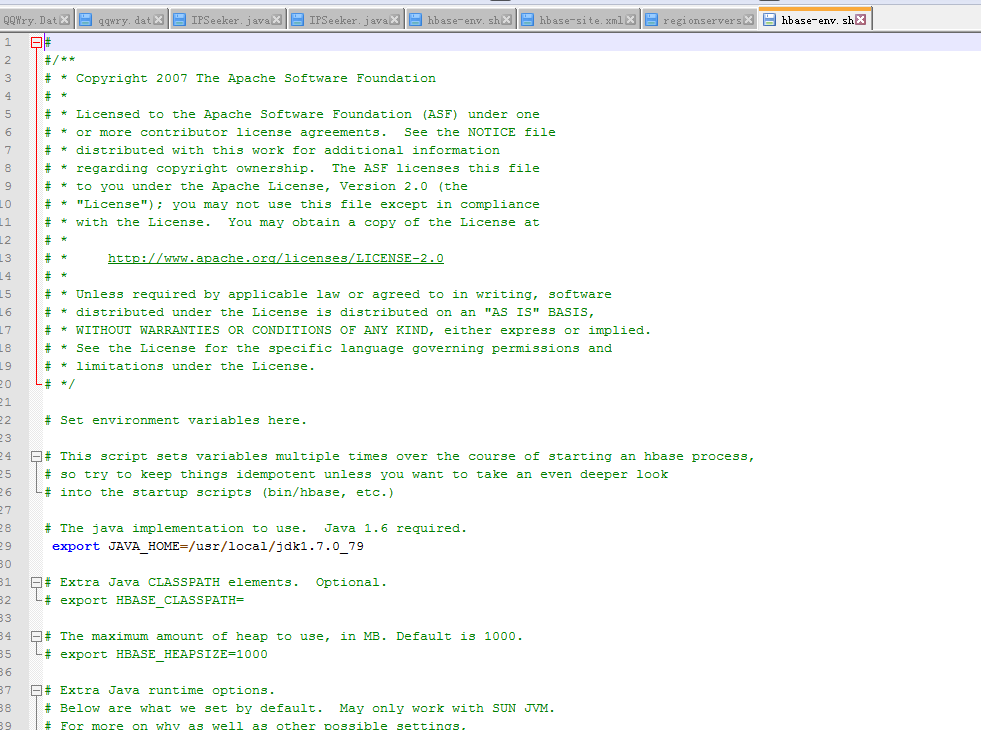 QQWry.Dat qqwry.dat IPSeeker.java IPSeeker.java hbase-env.sh hbase-site.xml regionservers hbase-env.sh
1 #
2 #/**
3 # * Copyright 2007 The Apache Software Foundation
4 # *
5 # * Licensed to the Apache Software Foundation (ASF) under one
6 # * or more contributor license agreements.  See the NOTICE file
7 # * distributed with this work for additional information
8 # * regarding copyright ownership.  The ASF licenses this file
9 # * to you under the Apache License, Version 2.0 (the
10 # * "License"); you may not use this file except in compliance
11 # * with the License.  You may obtain a copy of the License at
12 # *
13 # *     http://www.apache.org/licenses/LICENSE-2.0
14 # *
15 # * Unless required by applicable law or agreed to in writing, software
16 # * distributed under the License is distributed on an "AS IS" BASIS,
17 # * WITHOUT WARRANTIES OR CONDITIONS OF ANY KIND, either express or implied.
18 # * See the License for the specific language governing permissions and
19 # * limitations under the License.
20 # */
21
22 # Set environment variables here.
23
24 # This script sets variables multiple times over the course of starting an hbase process,
25 # so try to keep things idempotent unless you want to take an even deeper look
26 # into the startup scripts (bin/hbase, etc.)
27
28 # The java implementation to use.  Java 1.6 required.
29 export JAVA_HOME=/usr/local/jdk1.7.0_79
30
31 # Extra Java CLASSPATH elements.  Optional.
32 # export HBASE_CLASSPATH=
33
34 # The maximum amount of heap to use, in MB. Default is 1000.
35 # export HBASE_HEAPSIZE=1000
36
37 # Extra Java runtime options.
38 # Below are what we set by default.  May only work with SUN JVM.
39 # For more on why as well as other possible settings,